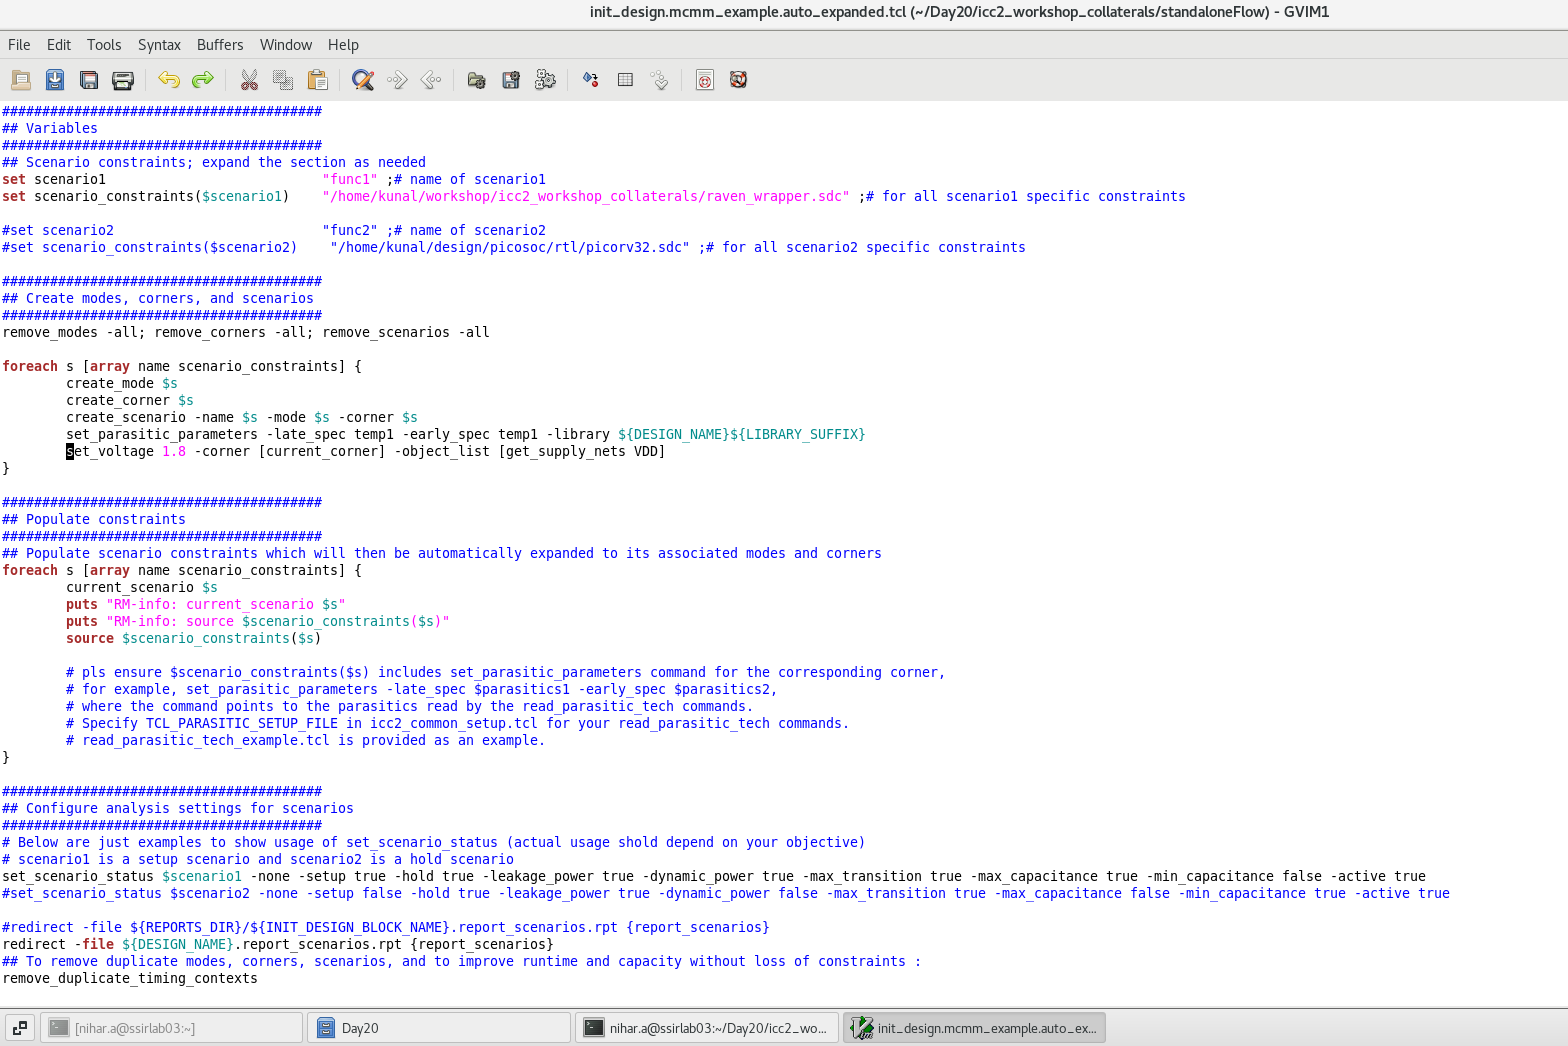 init_design.mcmm_example.auto_expanded.tcl (~/Day20/icc2_workshop_collaterals/standaloneFlow) - GVIM1
File Edit Tools Syntax Buffers Window Help
########################################
## Variables
########################################
## Scenario constraints; expand the section as needed
set scenario1                           "func1" ;# name of scenario1
set scenario_constraints($scenario1)    "/home/kunal/workshop/icc2_workshop_collaterals/raven_wrapper.sdc" ;# for all scenario1 specific constraints
#set scenario2                          "func2" ;# name of scenario2
#set scenario_constraints($scenario2)    "/home/kunal/design/picosoc/rtl/picorv32.sdc" ;# for all scenario2 specific constraints
########################################
## Create modes, corners, and scenarios
########################################
remove_modes -all; remove_corners -all; remove_scenarios -all
foreach s [array name scenario_constraints] {
        create_mode $s
        create_corner $s
        create_scenario -name $s -mode $s -corner $s
        set_parasitic_parameters -late_spec temp1 -early_spec temp1 -library ${DESIGN_NAME}${LIBRARY_SUFFIX}
        set_voltage 1.8 -corner [current_corner] -object_list [get_supply_nets VDD]
}
########################################
## Populate constraints
########################################
## Populate scenario constraints which will then be automatically expanded to its associated modes and corners
foreach s [array name scenario_constraints] {
        current_scenario $s
        puts "RM-info: current_scenario $s"
        puts "RM-info: source $scenario_constraints($s)"
        source $scenario_constraints($s)
        # pls ensure $scenario_constraints($s) includes set_parasitic_parameters command for the corresponding corner,
        # for example, set_parasitic_parameters -late_spec $parasitics1 -early_spec $parasitics2,
        # where the command points to the parasitics read by the read_parasitic_tech commands.
        # Specify TCL_PARASITIC_SETUP_FILE in icc2_common_setup.tcl for your read_parasitic_tech commands.
        # read_parasitic_tech_example.tcl is provided as an example.
}
########################################
## Configure analysis settings for scenarios
########################################
# Below are just examples to show usage of set_scenario_status (actual usage shold depend on your objective)
# scenario1 is a setup scenario and scenario2 is a hold scenario
set_scenario_status $scenario1 -none -setup true -hold true -leakage_power true -dynamic_power true -max_transition true -max_capacitance true -min_capacitance false -active true
#set_scenario_status $scenario2 -none -setup false -hold true -leakage_power true -dynamic_power false -max_transition true -max_capacitance false -min_capacitance true -active true
#redirect -file ${REPORTS_DIR}/${INIT_DESIGN_BLOCK_NAME}.report_scenarios.rpt {report_scenarios}
redirect -file ${DESIGN_NAME}.report_scenarios.rpt {report_scenarios}
## To remove duplicate modes, corners, scenarios, and to improve runtime and capacity without loss of constraints :
remove_duplicate_timing_contexts
[nihar.a@ssirlab03:~] Day20 nihar.a@ssirlab03:~/Day20/icc2_wo... init_design.mcmm_example.auto_ex...